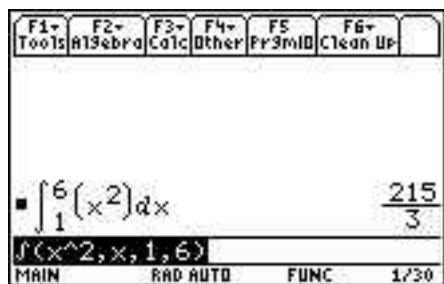 F1▾ F2▾ F3▾ F4▾ F5 F6▾
Tools Algebra Calc Other PrgmIO Clean Up
▪ ∫₁⁶(x²)dx 215/3
∫(x^2,x,1,6)
MAIN RAD AUTO FUNC 1/30